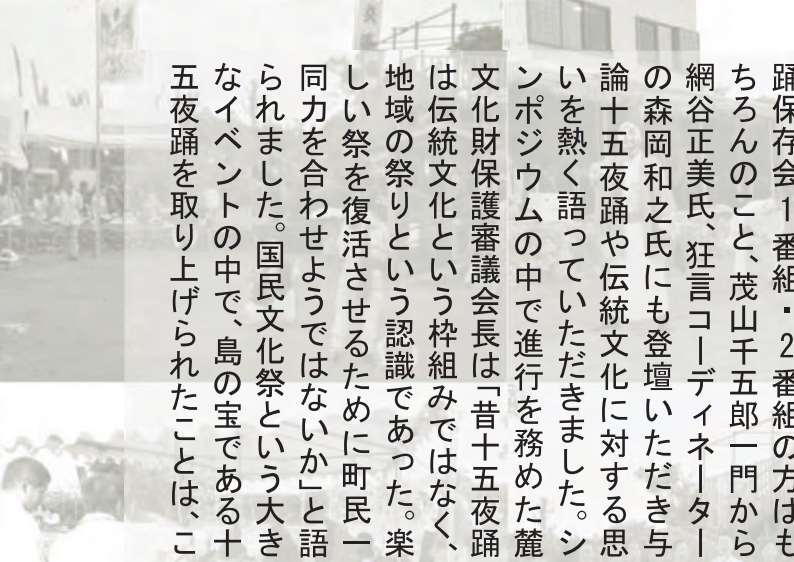 踊保存会1番組・2番組の方はも
ちろんのこと、茂山千五郎一門から
網谷正美氏、狂言コーディネーター
の森岡和之氏にも登壇いただき与
論十五夜踊や伝統文化に対する思
いを熱く語っていただきました。シ
ンポジウムの中で進行を務めた麓
文化財保護審議会長は「昔十五夜踊
は伝統文化という枠組みではなく、
地域の祭りという認識であった。楽
しい祭を復活させるために町民一
同力を合わせようではないか」と語
られました。国民文化祭という大き
なイベントの中で、島の宝である十
五夜踊を取り上げられたことは、こ